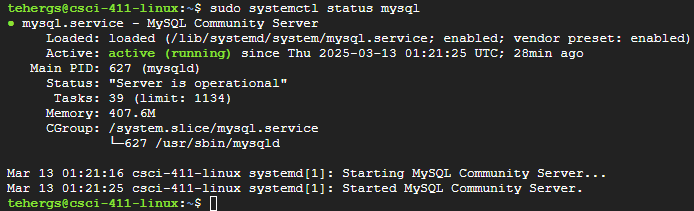 tehergs@csci-411-linux:~$ sudo systemctl status mysql
● mysql.service - MySQL Community Server
     Loaded: loaded (/lib/systemd/system/mysql.service; enabled; vendor preset: enabled)
     Active: active (running) since Thu 2025-03-13 01:21:25 UTC; 28min ago
   Main PID: 627 (mysqld)
     Status: "Server is operational"
      Tasks: 39 (limit: 1134)
     Memory: 407.6M
     CGroup: /system.slice/mysql.service
             └─627 /usr/sbin/mysqld

Mar 13 01:21:16 csci-411-linux systemd[1]: Starting MySQL Community Server...
Mar 13 01:21:25 csci-411-linux systemd[1]: Started MySQL Community Server.
tehergs@csci-411-linux:~$